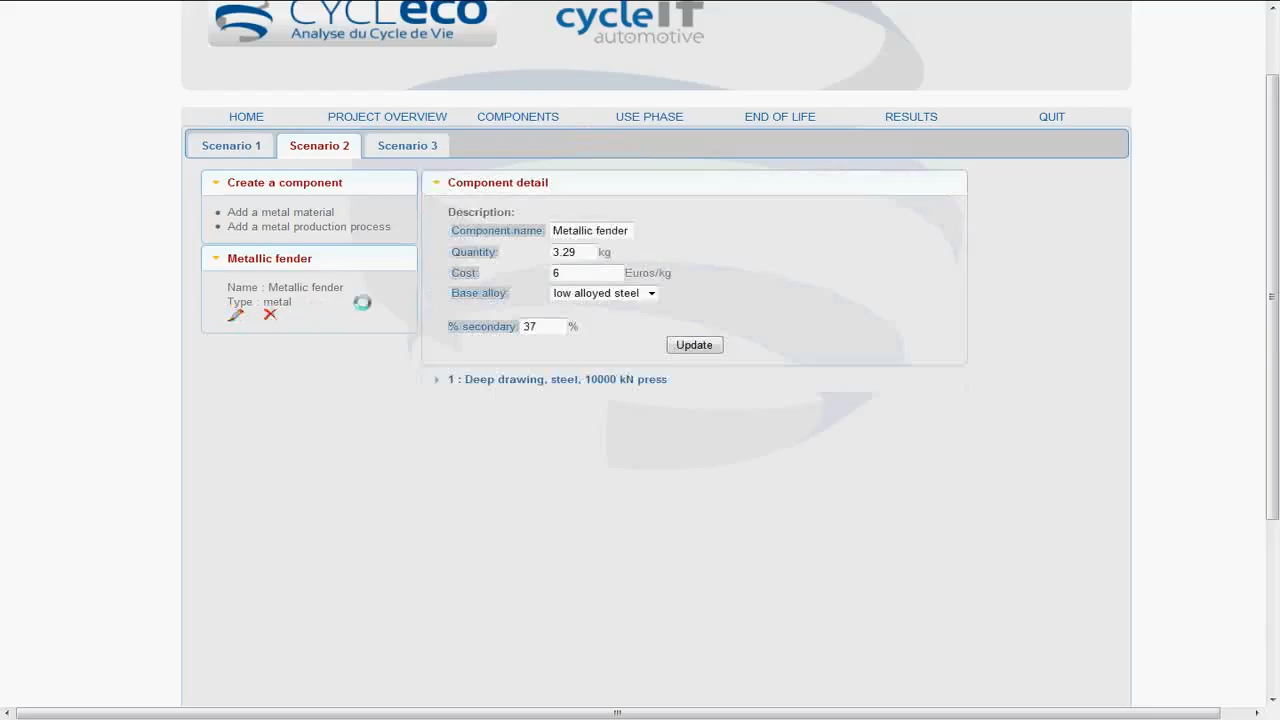 CYCLeco
Analyse du Cycle de Vie
cycleIT
automotive
HOME PROJECT OVERVIEW COMPONENTS USE PHASE END OF LIFE RESULTS QUIT
Scenario 1 Scenario 2 Scenario 3
Create a component
Add a metal material
Add a metal production process
Metallic fender
Name : Metallic fender
Type : metal
Component detail
Description:
Component name: Metallic fender
Quantity: 3.29 kg
Cost: 6 Euros/kg
Base alloy: low alloyed steel
% secondary: 37 %
Update
1 : Deep drawing, steel, 10000 kN press